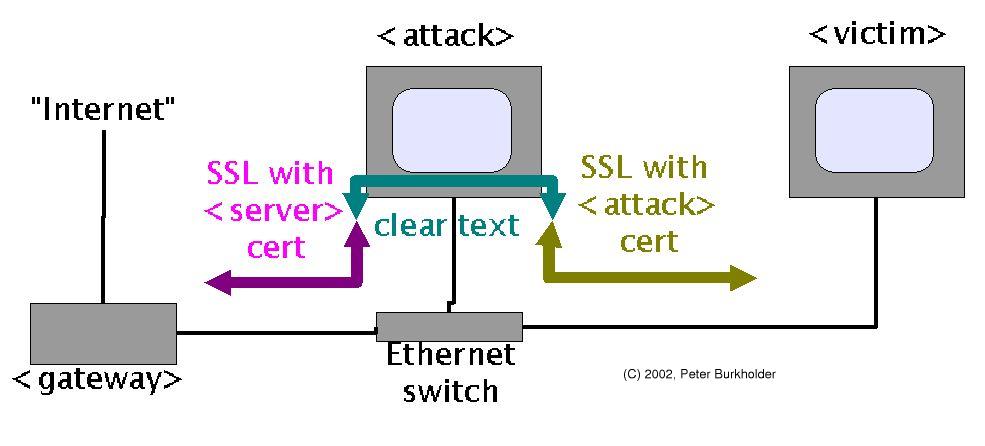 <attack>
<victim>
"Internet"
SSL with
<server>
cert
clear text
SSL with
<attack>
cert
<gateway>
Ethernet
switch
(C) 2002, Peter Burkholder